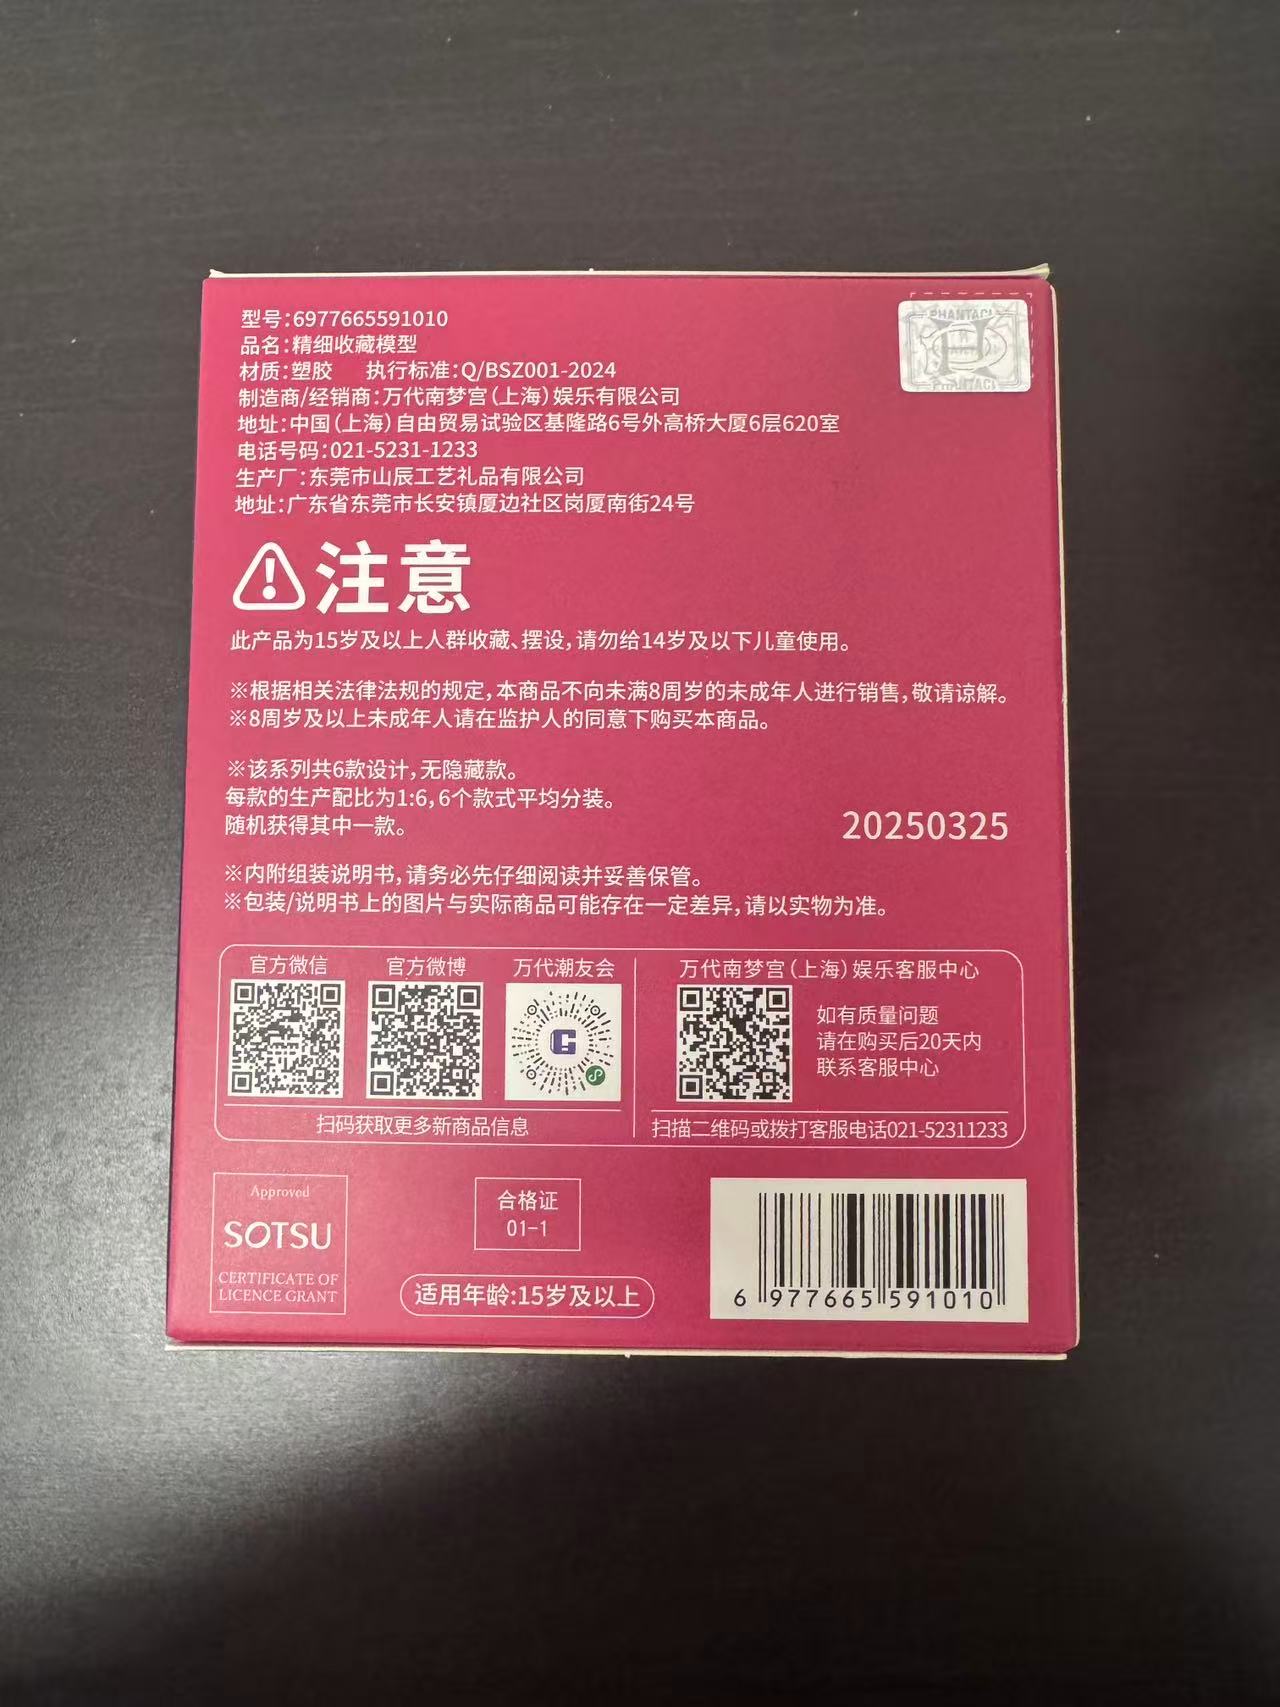 型号:6977665591010
品名:精细收藏模型
材质:塑胶 执行标准:Q/BSZ001-2024
制造商/经销商:万代南梦宫(上海)娱乐有限公司
地址:中国(上海)自由贸易试验区基隆路6号外高桥大厦6层620室
电话号码:021-5231-1233
生产厂:东莞市山辰工艺礼品有限公司
地址:广东省东莞市长安镇厦边社区岗厦南街24号
PHANTACI
PHANTACI
注意
此产品为15岁及以上人群收藏、摆设,请勿给14岁及以下儿童使用。
※根据相关法律法规的规定,本商品不向未满8周岁的未成年人进行销售,敬请谅解。
※8周岁及以上未成年人请在监护人的同意下购买本商品。
※该系列共6款设计,无隐藏款。
每款的生产配比为1:6,6个款式平均分装。
随机获得其中一款。
20250325
※内附组装说明书,请务必先仔细阅读并妥善保管。
※包装/说明书上的图片与实际商品可能存在一定差异,请以实物为准。
官方微信 官方微博 万代潮友会
扫码获取更多新商品信息
万代南梦宫(上海)娱乐客服中心
如有质量问题
请在购买后20天内
联系客服中心
扫描二维码或拨打客服电话021-52311233
Approved
SOTSU
CERTIFICATE OF
LICENCE GRANT
合格证
01-1
适用年龄:15岁及以上
6 977665 591010